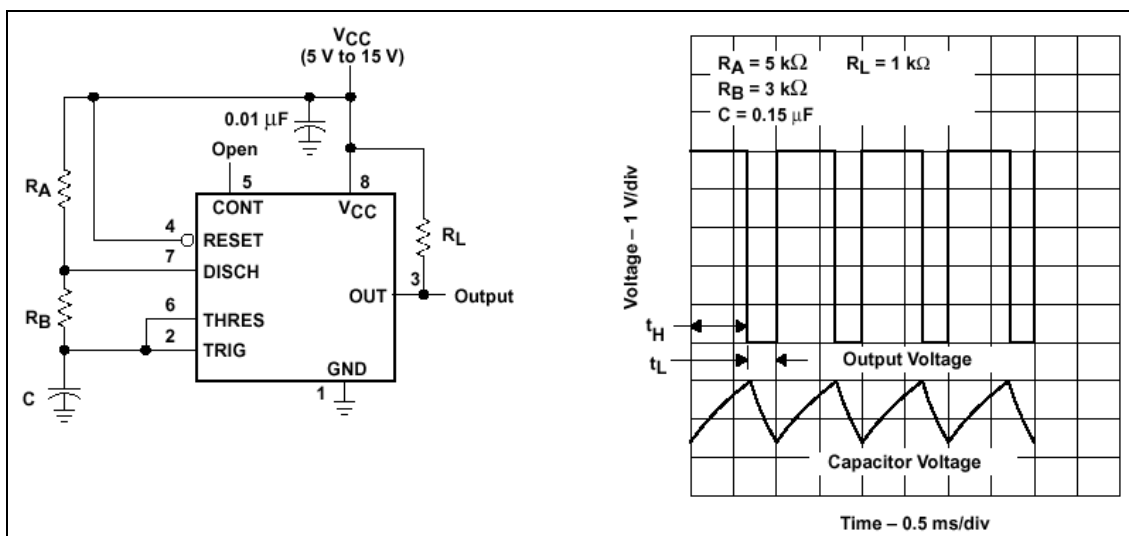 VCC
(5 V to 15 V)
0.01 μF
Open
RA
5
8
CONT
VCC
4
RESET
RL
7
DISCH
3
RB
OUT
Output
6
THRES
2
TRIG
GND
C
1
RA = 5 kΩ RL = 1 kΩ
RB = 3 kΩ
C = 0.15 μF
Voltage – 1 V/div
tH
tL
Output Voltage
Capacitor Voltage
Time – 0.5 ms/div